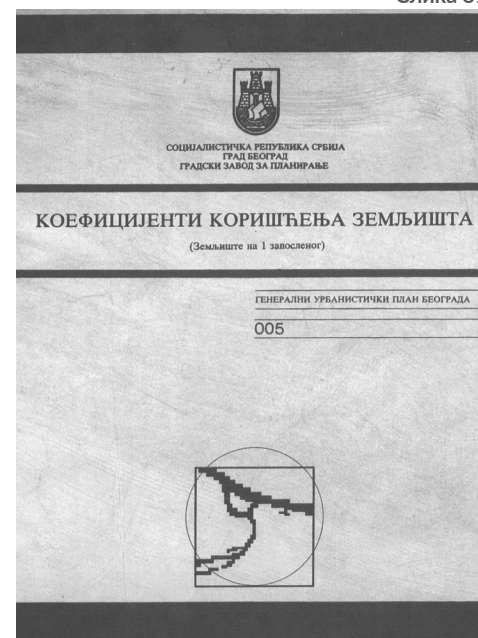 Слика
СОЦИЈАЛИСТИЧКА РЕПУБЛИКА СРБИЈА
ГРАД БЕОГРАД
ГРАДСКИ ЗАВОД ЗА ПЛАНИРАЊЕ
КОЕФИЦИЈЕНТИ КОРИШЋЕЊА ЗЕМЉИШТА
(Земљиште на 1 запосленог)
ГЕНЕРАЛНИ УРБАНИСТИЧКИ ПЛАН БЕОГРАДА
005